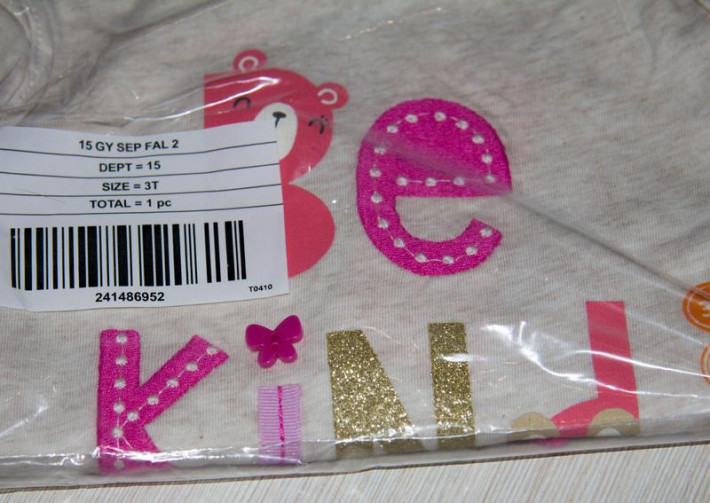 15 GY SEP FAL 2
DEPT = 15
SIZE = 3T
TOTAL = 1 pc
241486952
T0410
Be
KiNd